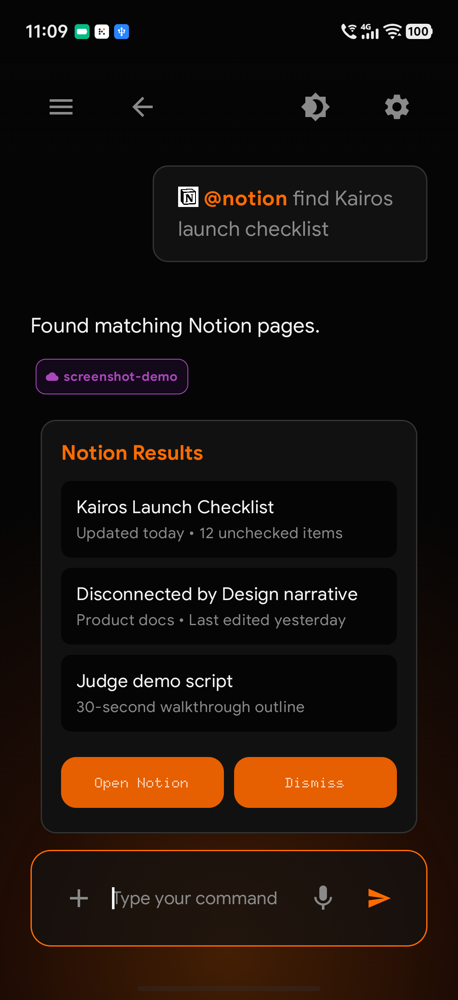 11:09
4G
100
N @notion find Kairos
launch checklist
Found matching Notion pages.
screenshot-demo
Notion Results
Kairos Launch Checklist
Updated today • 12 unchecked items
Disconnected by Design narrative
Product docs • Last edited yesterday
Judge demo script
30-second walkthrough outline
Open Notion
Dismiss
Type your command